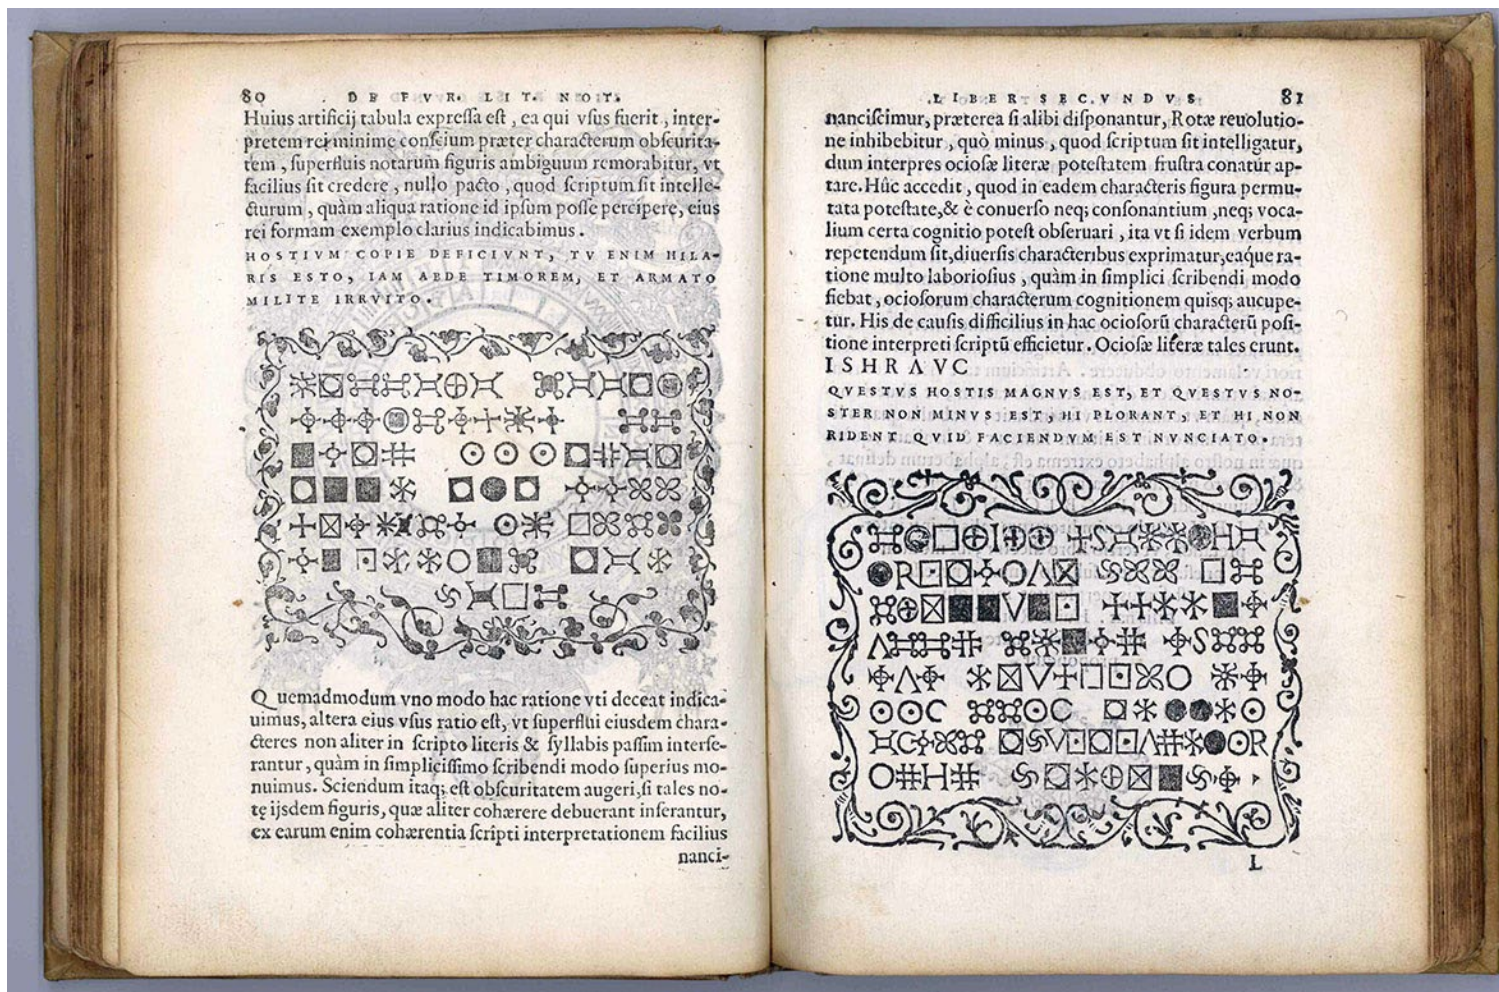 80 DE FVR. LIT. NOT.
Huius artificij tabula expreſſa eſt, ea qui vſus fuerit, inter-
pretem rei minime conſcium præter characterum obſcurita-
tem, ſuperfluis notarum figuris ambiguum remorabitur, vt
facilius ſit credere, nullo pacto, quod ſcriptum ſit intelle-
cturum, quàm aliqua ratione id ipſum poſſe percipere, eius
rei formam exemplo clarius indicabimus.
HOSTIVM COPIE DEFICIVNT, TV ENIM HILA-
RIS ESTO, IAM ABDE TIMOREM, ET ARMATO
MILITE IRRVITO.
Quemadmodum vno modo hac ratione vti deceat indica-
uimus, altera eius vſus ratio eſt, vt ſuperflui eiuſdem chara-
cteres non aliter in ſcripto literis & ſyllabis paſſim interſe-
rantur, quàm in ſimpliciſſimo ſcribendi modo ſuperius mo-
nuimus. Sciendum itaq; eſt obſcuritatem augeri, ſi tales no-
tę ijsdem figuris, quæ aliter cohærere debuerant inſerantur,
ex earum enim cohærentia ſcripti interpretationem facilius
nanci-
LIBER SECVNDVS. 81
nanciſcimur, præterea ſi alibi diſponantur, Rotæ reuolutio-
ne inhibebitur, quò minus, quod ſcriptum ſit intelligatur,
dum interpres ocioſæ literæ poteſtatem fruſtra conatúr ap-
tare. Hûc accedit, quod in eadem characteris figura permu-
tata poteſtate, & è conuerſo neq; conſonantium, neq; voca-
lium certa cognitio poteſt obſeruari, ita vt ſi idem verbum
repetendum ſit, diuerſis characteribus exprimatur, eaq́ue ra-
tione multo laborioſius, quàm in ſimplici ſcribendi modo
fiebat, ocioſorum characterum cognitionem quiſq; aucupe-
tur. His de cauſis difficilius in hac ocioſorũ characterũ poſi-
tione interpreti ſcriptũ efficietur. Ocioſæ literæ tales erunt.
I S H R Λ V C
QVESTVS HOSTIS MAGNVS EST, ET QVESTVS NO-
STER NON MINVS EST, HI PLORANT, ET HI NON
RIDENT QVID FACIENDVM EST NVNCIATO.
L